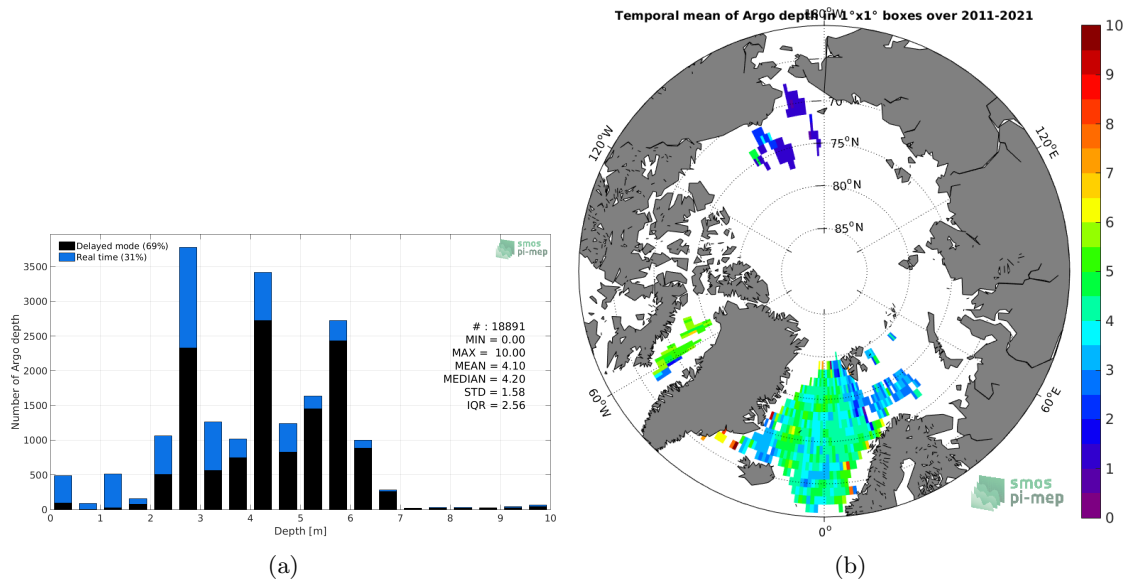 Temporal mean of Argo depth in 1°x1° boxes over 2011-2021
180°W
Delayed mode (69%)
Real time (31%)
smos
pi-mep
# : 18891
MIN = 0.00
MAX = 10.00
MEAN = 4.10
MEDIAN = 4.20
STD = 1.58
IQR = 2.56
Number of Argo depth
0
500
1000
1500
2000
2500
3000
3500
0 1 2 3 4 5 6 7 8 9 10
Depth [m]
(a)
120°W
120°E
70°N
75°N
80°N
85°N
60°W
60°E
0°
smos
pi-mep
10
9
8
7
6
5
4
3
2
1
0
(b)